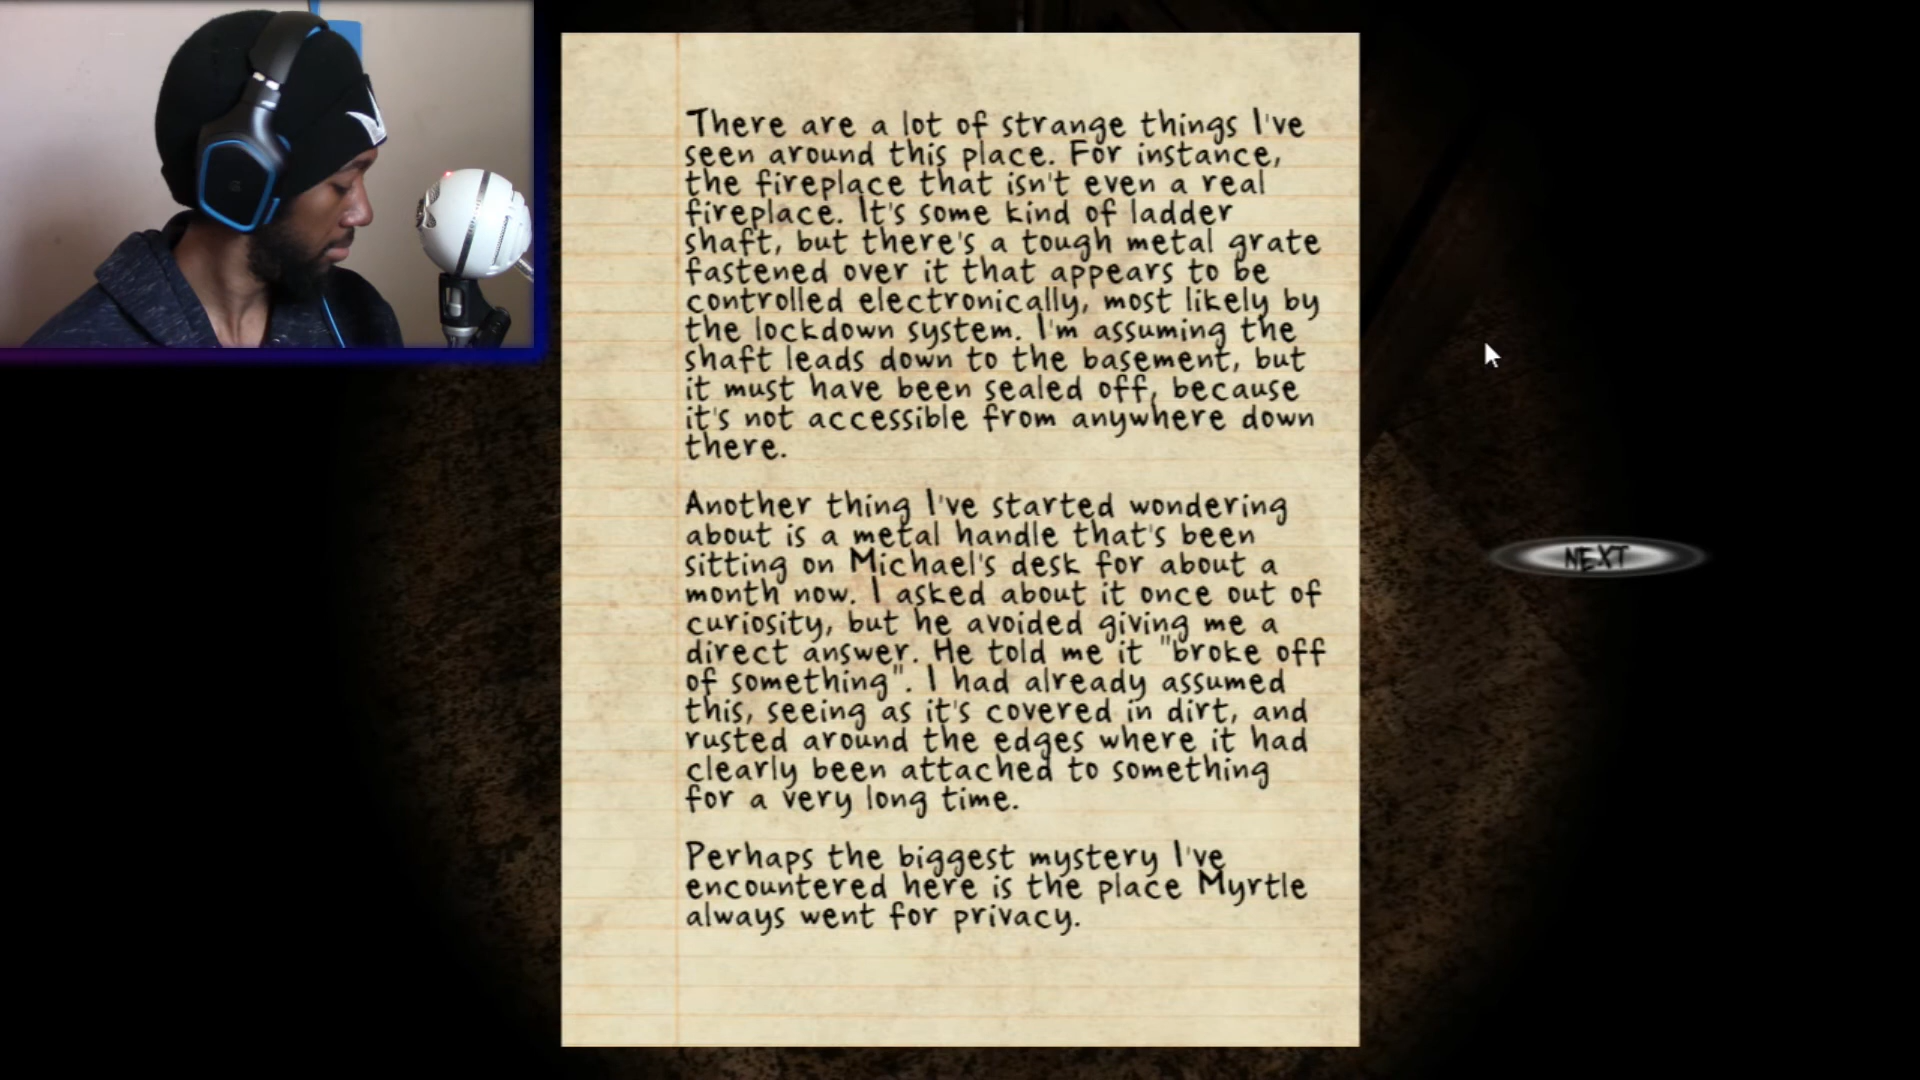 There are a lot of strange things I've
seen around this place. For instance,
the fireplace that isn't even a real
fireplace. It's some kind of ladder
shaft, but there's a tough metal grate
fastened over it that appears to be
controlled electronically, most likely by
the lockdown system. I'm assuming the
shaft leads down to the basement, but
it must have been sealed off, because
it's not accessible from anywhere down
there.
Another thing I've started wondering
about is a metal handle that's been
sitting on Michael's desk for about a
month now. I asked about it once out of
curiosity, but he avoided giving me a
direct answer. He told me it "broke off
of something". I had already assumed
this, seeing as it's covered in dirt, and
rusted around the edges where it had
clearly been attached to something
for a very long time.
Perhaps the biggest mystery I've
encountered here is the place Myrtle
always went for privacy.
NEXT